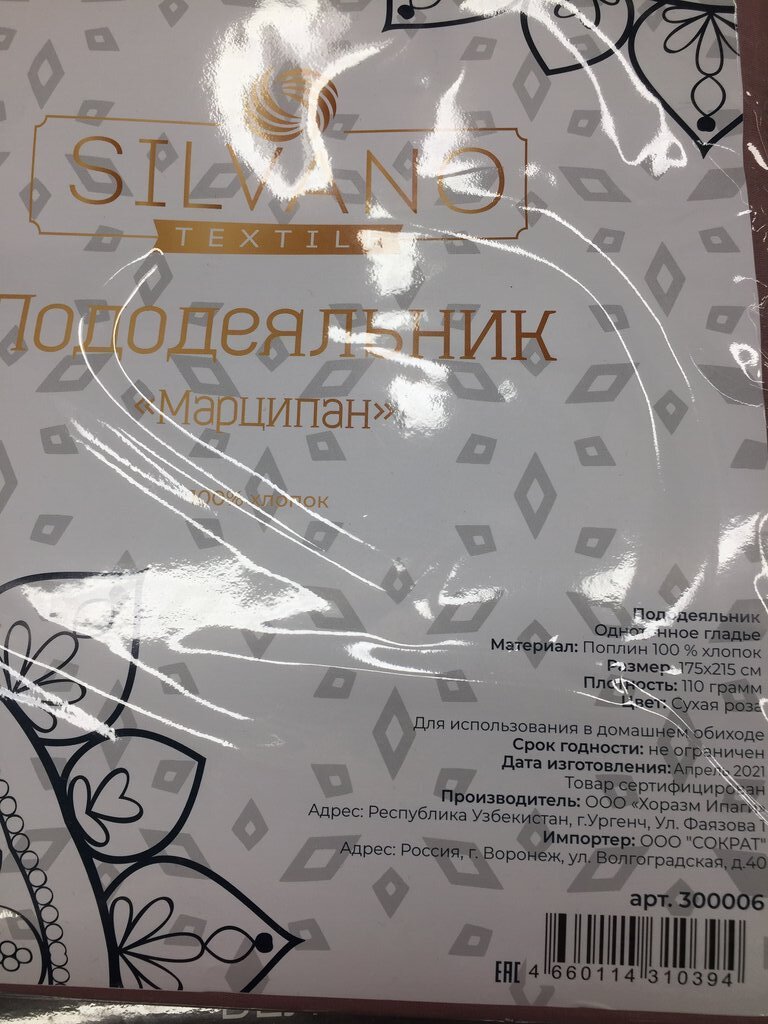 SILVANO
TEXTILE
Пододеяльник
«Марципан»
100% хлопок
Пододеяльник
Однотонное гладье
Материал: Поплин 100 % хлопок
Размер: 175х215 см
Плотность: 110 грамм
Цвет: Сухая роза
Для использования в домашнем обиходе
Срок годности: не ограничен
Дата изготовления: Апрель 2021
Товар сертифицирован
Производитель: ООО «Хоразм Ипаги»
Адрес: Республика Узбекистан, г.Ургенч, Ул. Фаязова 1
Импортер: ООО "СОКРАТ"
Адрес: Россия, г. Воронеж, ул. Волгоградская, д.40
арт. 300006
EAC 4 660114 310394